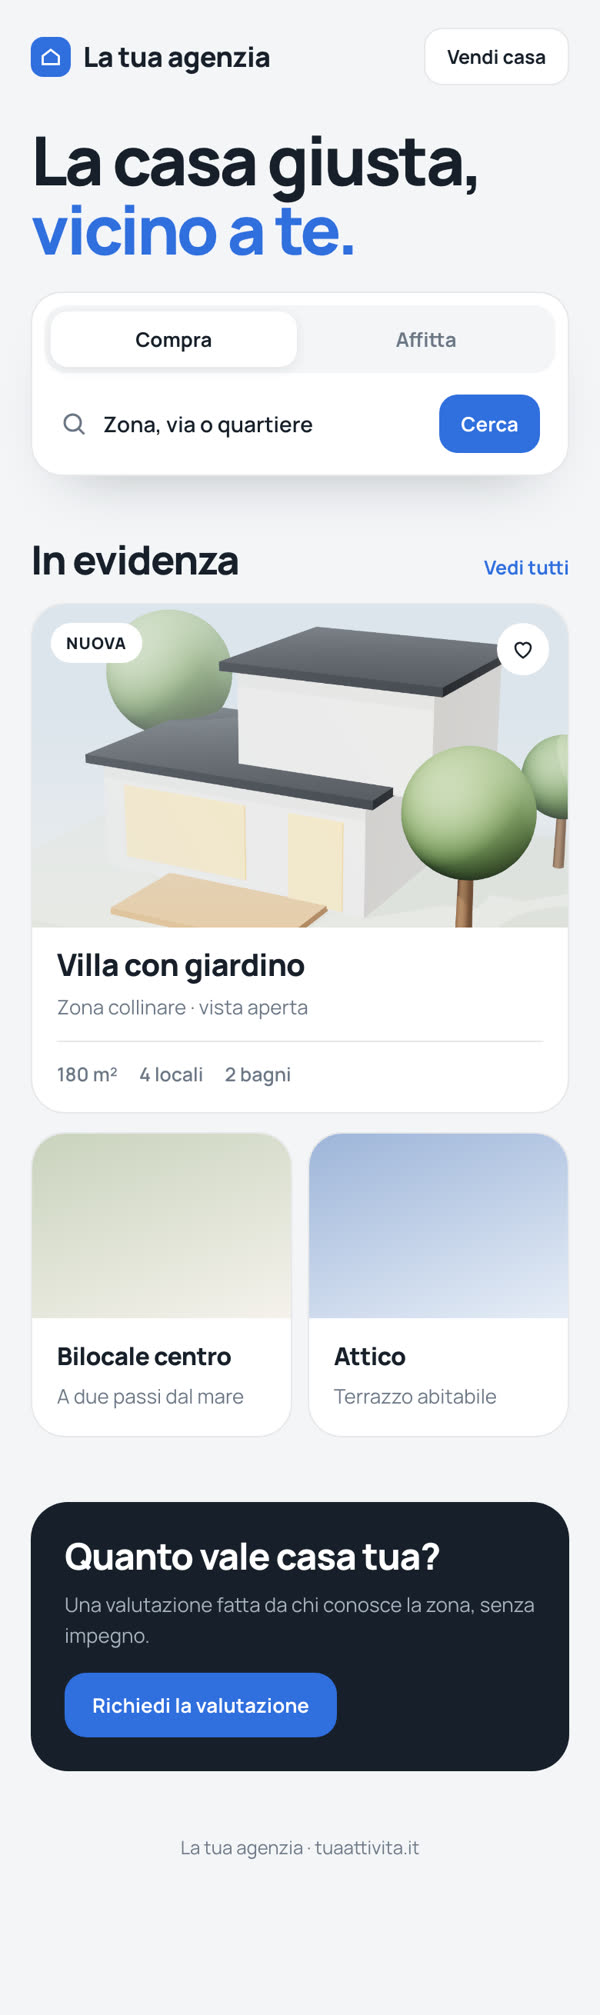 La tua agenzia
Vendi casa
La casa giusta,
vicino a te.
Compra
Affitta
Zona, via o quartiere
Cerca
In evidenza
Vedi tutti
NUOVA
Villa con giardino
Zona collinare · vista aperta
180 m² 4 locali 2 bagni
Bilocale centro
A due passi dal mare
Attico
Terrazzo abitabile
Quanto vale casa tua?
Una valutazione fatta da chi conosce la zona, senza
impegno.
Richiedi la valutazione
La tua agenzia · tuaattivita.it